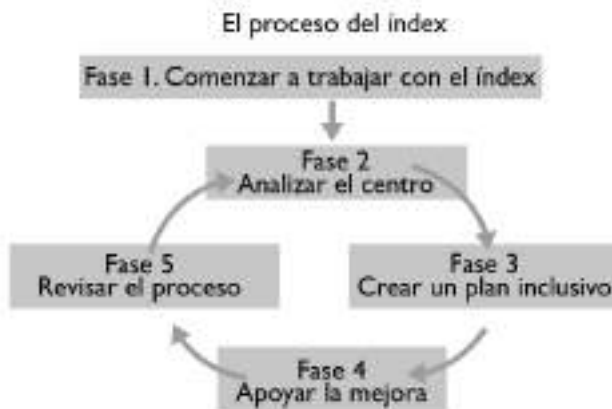 El proceso del índex
Fase 1. Comenzar a trabajar con el índex
Fase 2
Analizar el centro
Fase 3
Crear un plan inclusivo
Fase 4
Apoyar la mejora
Fase 5
Revisar el proceso